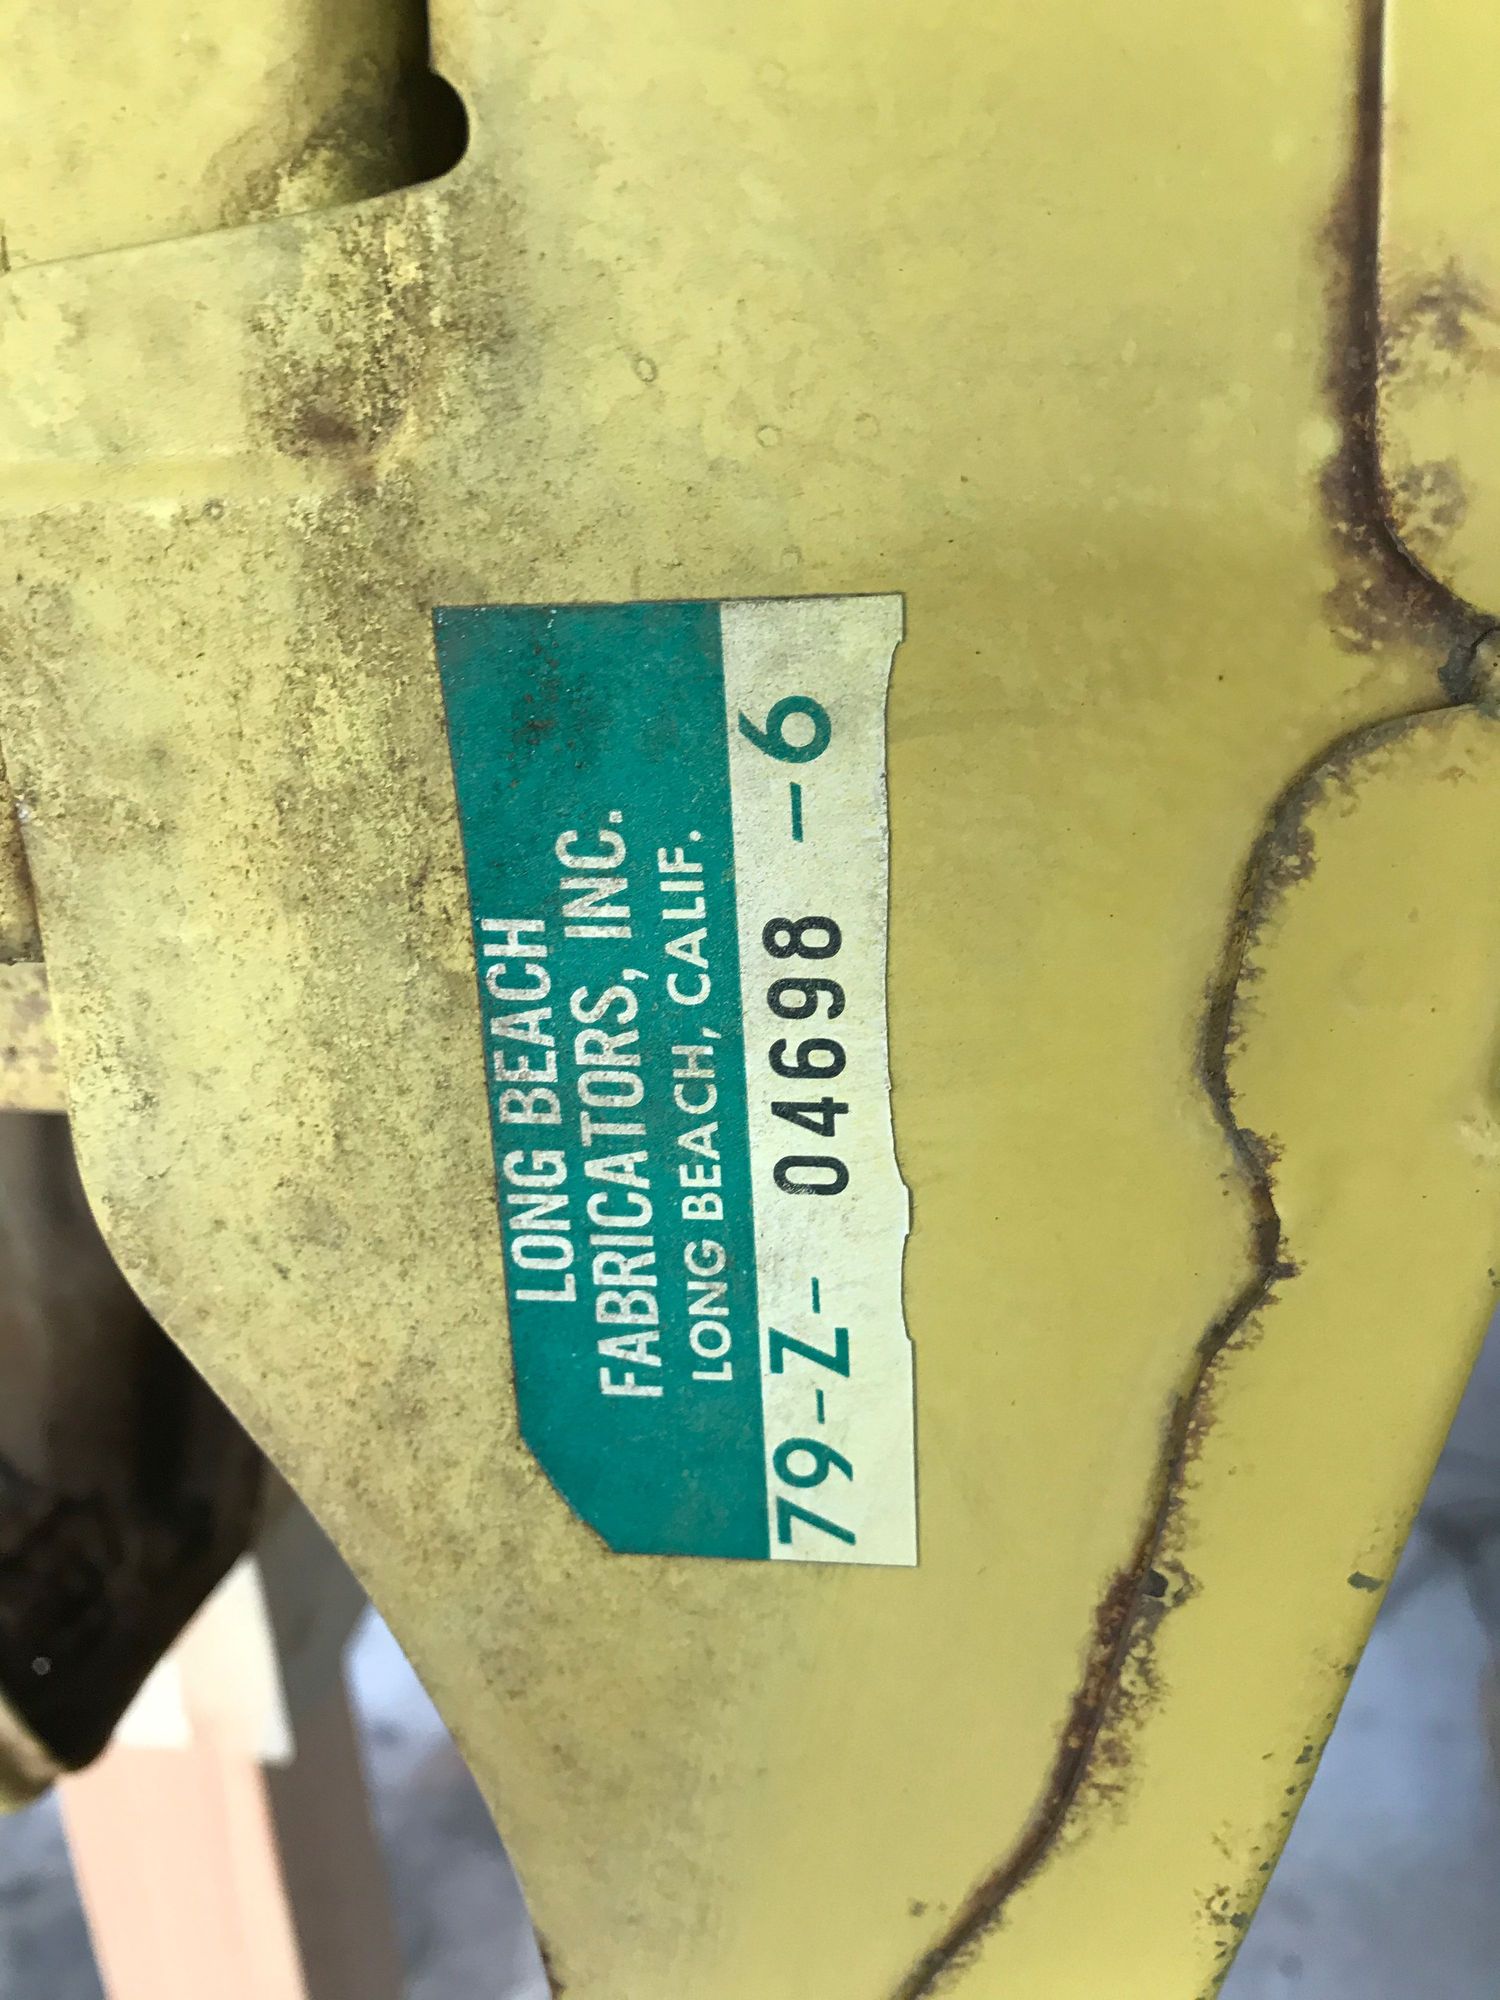 LONG BEACH
FABRICATORS, INC.
LONG BEACH, CALIF.
79-Z- 04698 -6